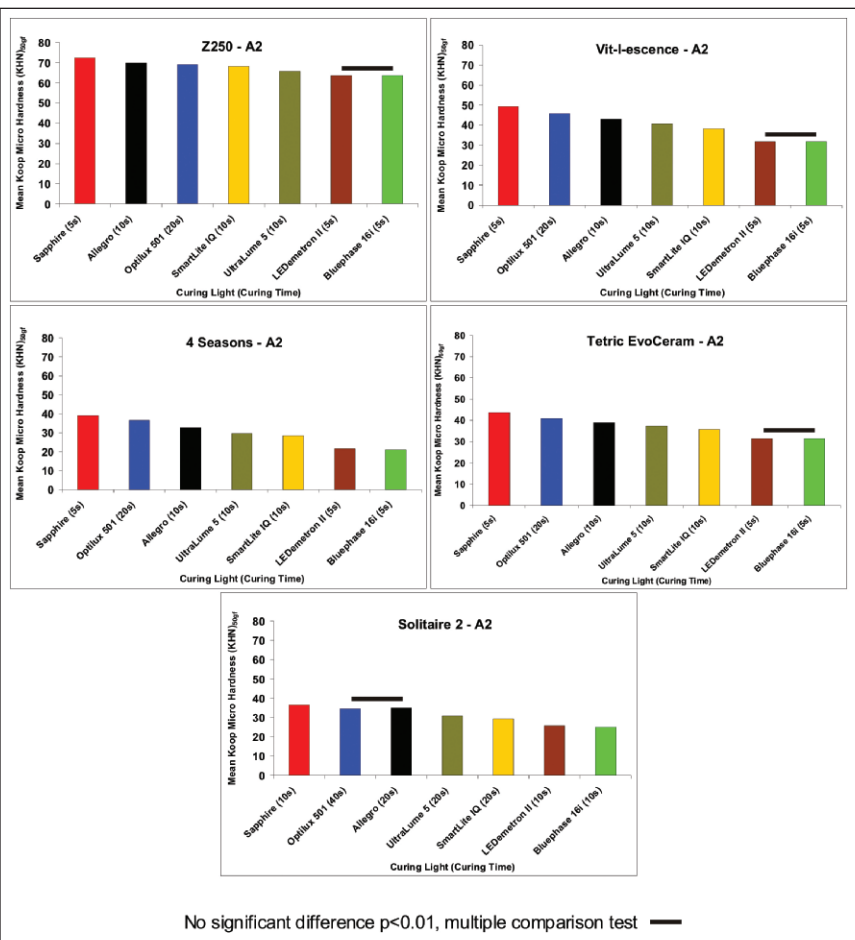 Z250 - A2
Mean Koop Micro Hardness (KHN)50gf
80
70
60
50
40
30
20
10
0
Sapphire (5s)
Allegro (10s)
Optilux 501 (20s)
SmartLite IQ (10s)
UltraLume 5 (10s)
LEDemetron II (5s)
Bluephase 16i (5s)
Curing Light (Curing Time)
Vit-l-escence - A2
Mean Koop Micro Hardness (KHN)50gf
80
70
60
50
40
30
20
10
0
Sapphire (5s)
Optilux 501 (20s)
Allegro (10s)
UltraLume 5 (10s)
SmartLite IQ (10s)
LEDemetron II (5s)
Bluephase 16i (5s)
Curing Light (Curing Time)
4 Seasons - A2
Mean Koop Micro Hardness (KHN)50gf
80
70
60
50
40
30
20
10
0
Sapphire (5s)
Optilux 501 (20s)
Allegro (10s)
UltraLume 5 (10s)
SmartLite IQ (10s)
LEDemetron II (5s)
Bluephase 16i (5s)
Curing Light (Curing Time)
Tetric EvoCeram - A2
Mean Koop Micro Hardness (KHN)50gf
80
70
60
50
40
30
20
10
0
Sapphire (5s)
Optilux 501 (20s)
Allegro (10s)
UltraLume 5 (10s)
SmartLite IQ (10s)
LEDemetron II (5s)
Bluephase 16i (5s)
Curing Light (Curing Time)
Solitaire 2 - A2
Mean Koop Micro Hardness (KHN)50gf
80
70
60
50
40
30
20
10
0
Sapphire (10s)
Optilux 501 (40s)
Allegro (20s)
UltraLume 5 (20s)
SmartLite IQ (20s)
LEDemetron II (10s)
Bluephase 16i (10s)
Curing Light (Curing Time)
No significant difference p<0.01, multiple comparison test